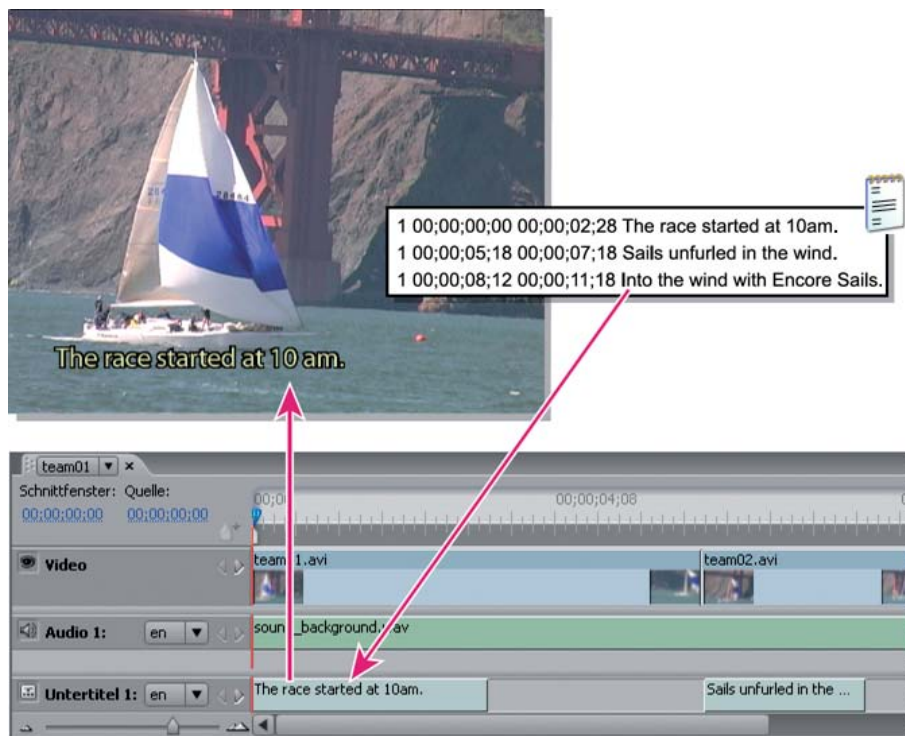 28484
The race started at 10 am.
1 00;00;00;00 00;00;02;28 The race started at 10am.
1 00;00;05;18 00;00;07;18 Sails unfurled in the wind.
1 00;00;08;12 00;00;11;18 Into the wind with Encore Sails.
team01
Schnittfenster: Quelle:
00;00;00;00 00;00;00;00
00;00;04;08
Video
team 1.avi
team02.avi
Audio 1: en
Untertitel 1: en
The race started at 10am.
Sails unfurled in the ...